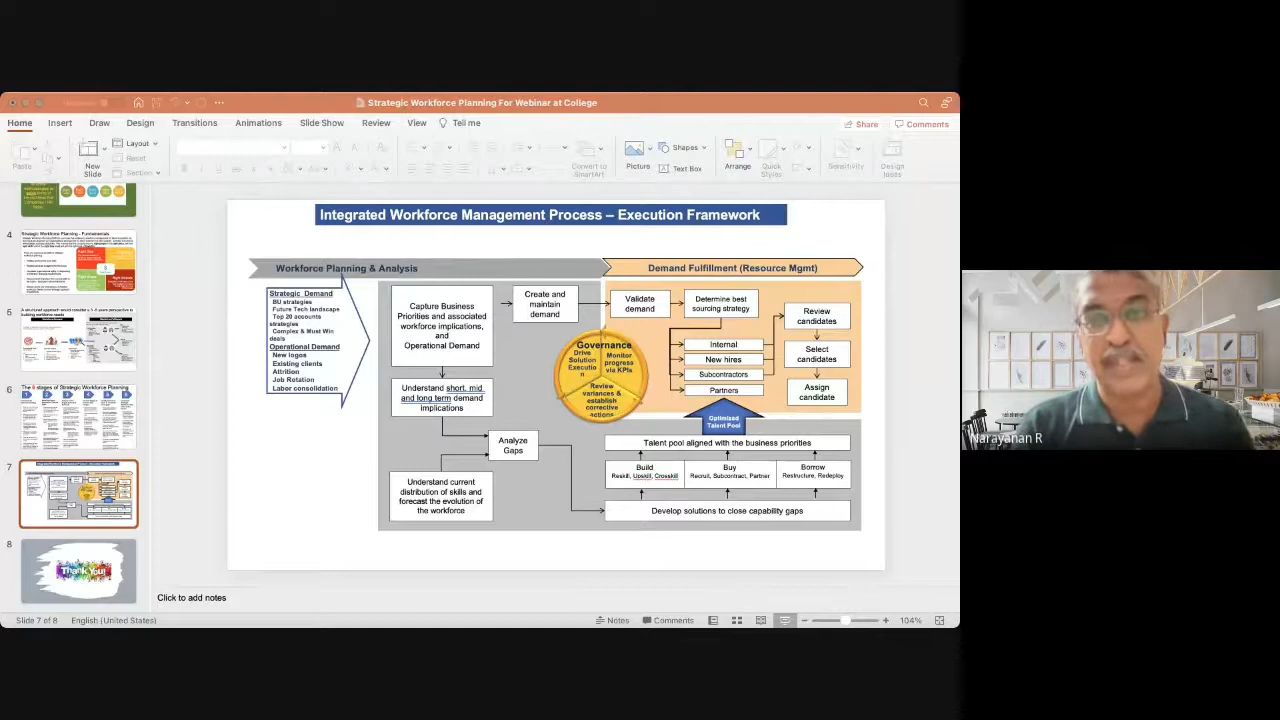 Strategic Workforce Planning For Webinar at College
Home Insert Draw Design Transitions Animations Slide Show Review View Tell me
Share Comments
Paste
New
Slide
Layout
Reset
Section
Convert to
SmartArt
Picture
Shapes
Text Box
Arrange
Quick
Styles
Sensitivity
Design
Ideas
4
Strategic Workforce Planning - Fundamentals
5
A structured approach would consider a
building workforce needs
6
The 6 stages of Strategic Workforce Planning
7
8
Thank You!
Integrated Workforce Management Process – Execution Framework
Workforce Planning & Analysis
Demand Fulfillment (Resource Mgmt)
Strategic Demand
BU strategies
Future Tech landscape
Top 20 accounts
strategies
Complex & Must Win
deals
Operational Demand
New logos
Existing clients
Attrition
Job Rotation
Labor consolidation
Capture Business
Priorities and associated
workforce implications,
and
Operational Demand
Create and
maintain
demand
Understand short, mid
and long term demand
implications
Analyze
Gaps
Understand current
distribution of skills and
forecast the evolution of
the workforce
Governance
Drive
Solution
Executio
n
Monitor
progress
via KPIs
Review
variances &
establish
corrective
actions
Validate
demand
Determine best
sourcing strategy
Internal
New hires
Subcontractors
Partners
Review
candidates
Select
candidates
Assign
candidate
Optimized
Talent Pool
Talent pool aligned with the business priorities
Build
Reskill, Upskill, Crosskill
Buy
Recruit, Subcontract, Partner
Borrow
Restructure, Redeploy
Develop solutions to close capability gaps
Click to add notes
Slide 7 of 8 English (United States)
Notes Comments
104%
Narayanan R